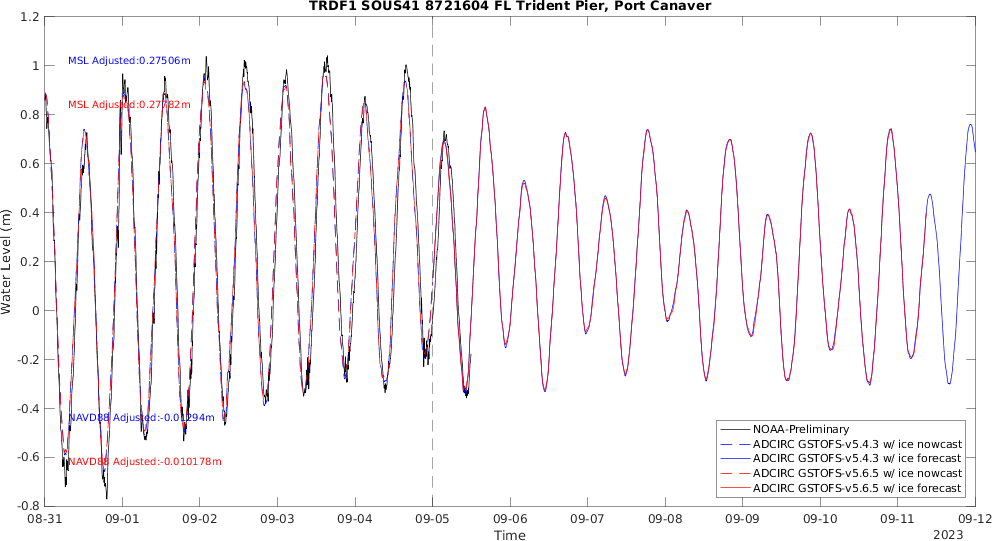 TRDF1 SOUS41 8721604 FL Trident Pier, Port Canaver
1.2
1
0.8
0.6
0.4
0.2
0
-0.2
-0.4
-0.6
-0.8
Water Level (m)
MSL Adjusted:0.27506m
MSL Adjusted:0.27782m
NAVD88 Adjusted:-0.01294m
NAVD88 Adjusted:-0.010178m
NOAA-Preliminary
ADCIRC GSTOFS-v5.4.3 w/ ice nowcast
ADCIRC GSTOFS-v5.4.3 w/ ice forecast
ADCIRC GSTOFS-v5.6.5 w/ ice nowcast
ADCIRC GSTOFS-v5.6.5 w/ ice forecast
08-31 09-01 09-02 09-03 09-04 09-05 09-06 09-07 09-08 09-09 09-10 09-11 09-12
Time
2023